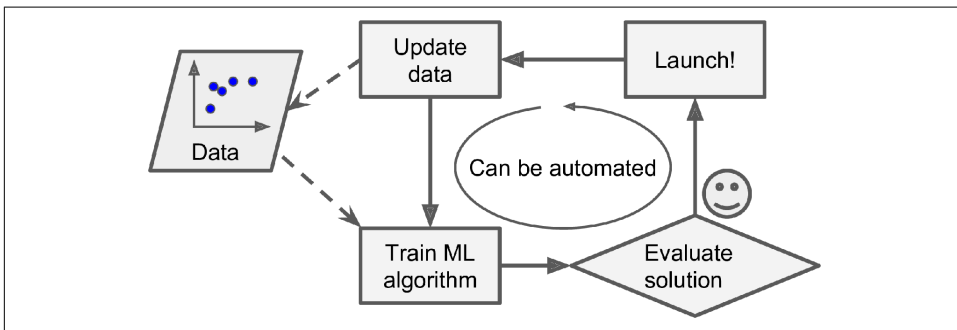 Update
data
Launch!
Data
Can be automated
Train ML
algorithm
Evaluate
solution